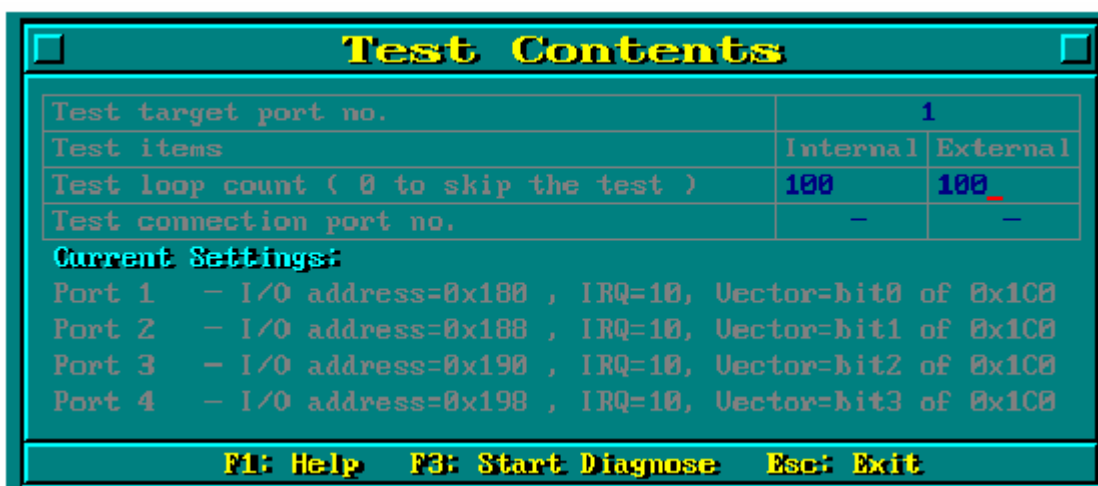 Test Contents
Test target port no. 1
Test items Internal External
Test loop count ( 0 to skip the test ) 100 100_
Test connection port no. — —
Current Settings:
Port 1 — I/O address=0x180 , IRQ=10, Vector=bit0 of 0x1C0
Port 2 — I/O address=0x188 , IRQ=10, Vector=bit1 of 0x1C0
Port 3 — I/O address=0x190 , IRQ=10, Vector=bit2 of 0x1C0
Port 4 — I/O address=0x198 , IRQ=10, Vector=bit3 of 0x1C0
F1: Help F3: Start Diagnose Esc: Exit